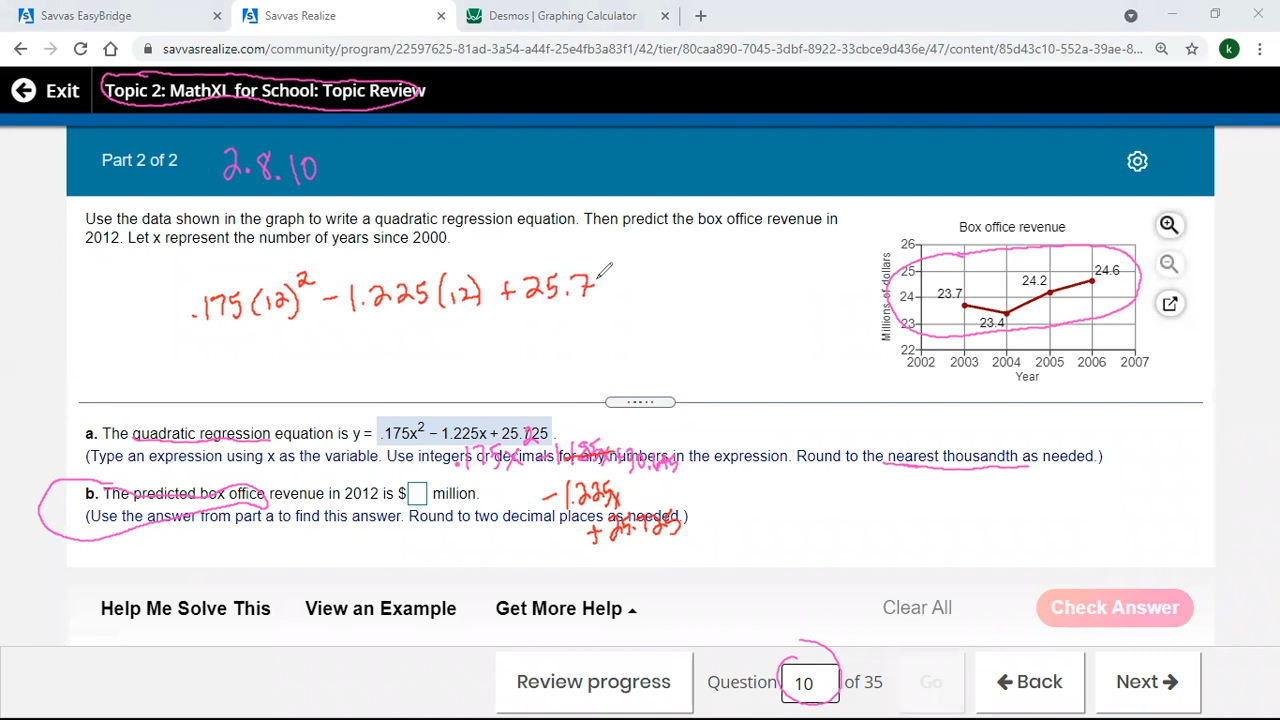 Savvas EasyBridge
Savvas Realize
Desmos | Graphing Calculator
savvasrealize.com/community/program/22597625-81ad-3a54-a44f-25e4fb3a83f1/42/tier/80caa890-7045-3dbf-8922-33cbce9d436e/47/content/85d43c10-552a-39ae-8...
k
Exit
Topic 2: MathXL for School: Topic Review
Part 2 of 2
2.8.10
Use the data shown in the graph to write a quadratic regression equation. Then predict the box office revenue in
2012. Let x represent the number of years since 2000.
.175(12)² - 1.225(12) + 25.7
Box office revenue
Millions of dollars
26
25
24
23
22
23.7
23.4
24.2
24.6
2002 2003 2004 2005 2006 2007
Year
a. The quadratic regression equation is y = .175x² − 1.225x + 25.725.
(Type an expression using x as the variable. Use integers or decimals for any numbers in the expression. Round to the nearest thousandth as needed.)
.175x²
- 1.225x
+ 25.725
b. The predicted box office revenue in 2012 is $ million.
(Use the answer from part a to find this answer. Round to two decimal places as needed.)
Help Me Solve This
View an Example
Get More Help
Clear All
Check Answer
Review progress
Question 10 of 35
Go
Back
Next